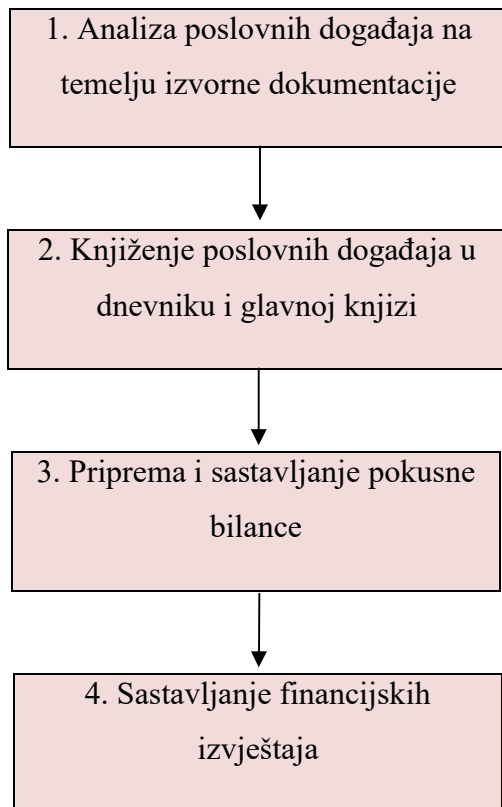 1. Analiza poslovnih događaja na
temelju izvorne dokumentacije
2. Knjiženje poslovnih događaja u
dnevniku i glavnoj knjizi
3. Priprema i sastavljanje pokusne
bilance
4. Sastavljanje financijskih
izvještaja